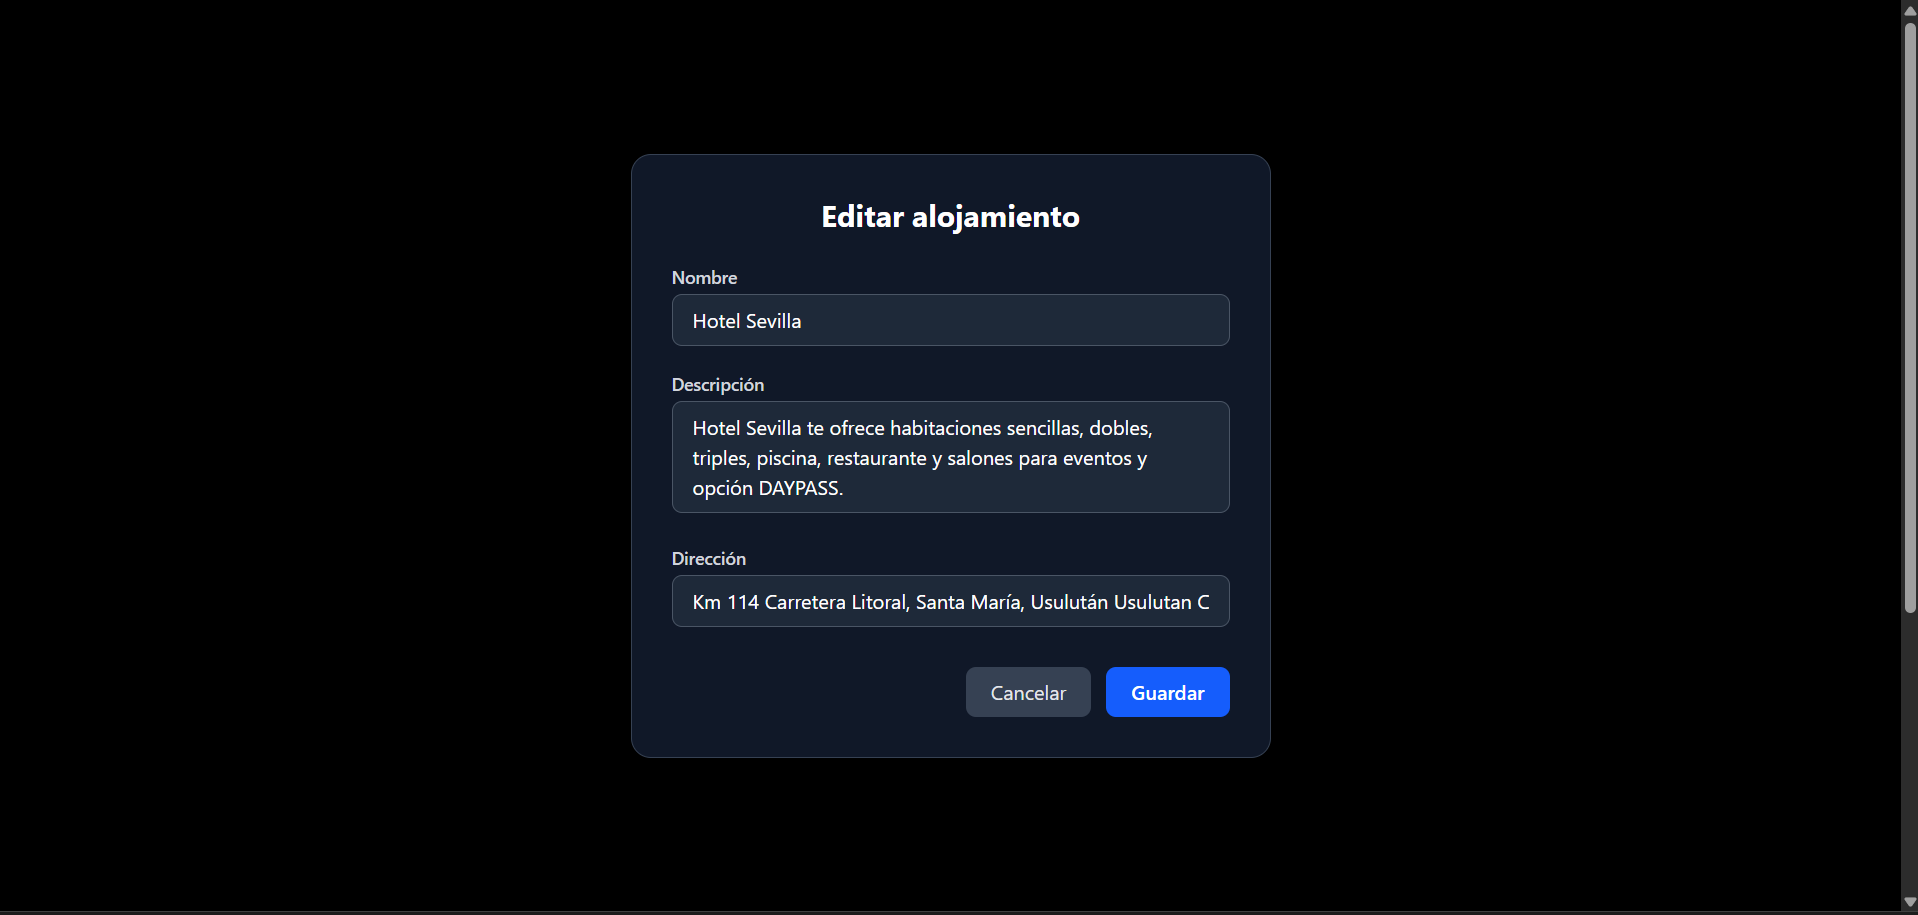 Editar alojamiento
Nombre
Hotel Sevilla
Descripción
Hotel Sevilla te ofrece habitaciones sencillas, dobles,
triples, piscina, restaurante y salones para eventos y
opción DAYPASS.
Dirección
Km 114 Carretera Litoral, Santa María, Usulután Usulutan C
Cancelar
Guardar